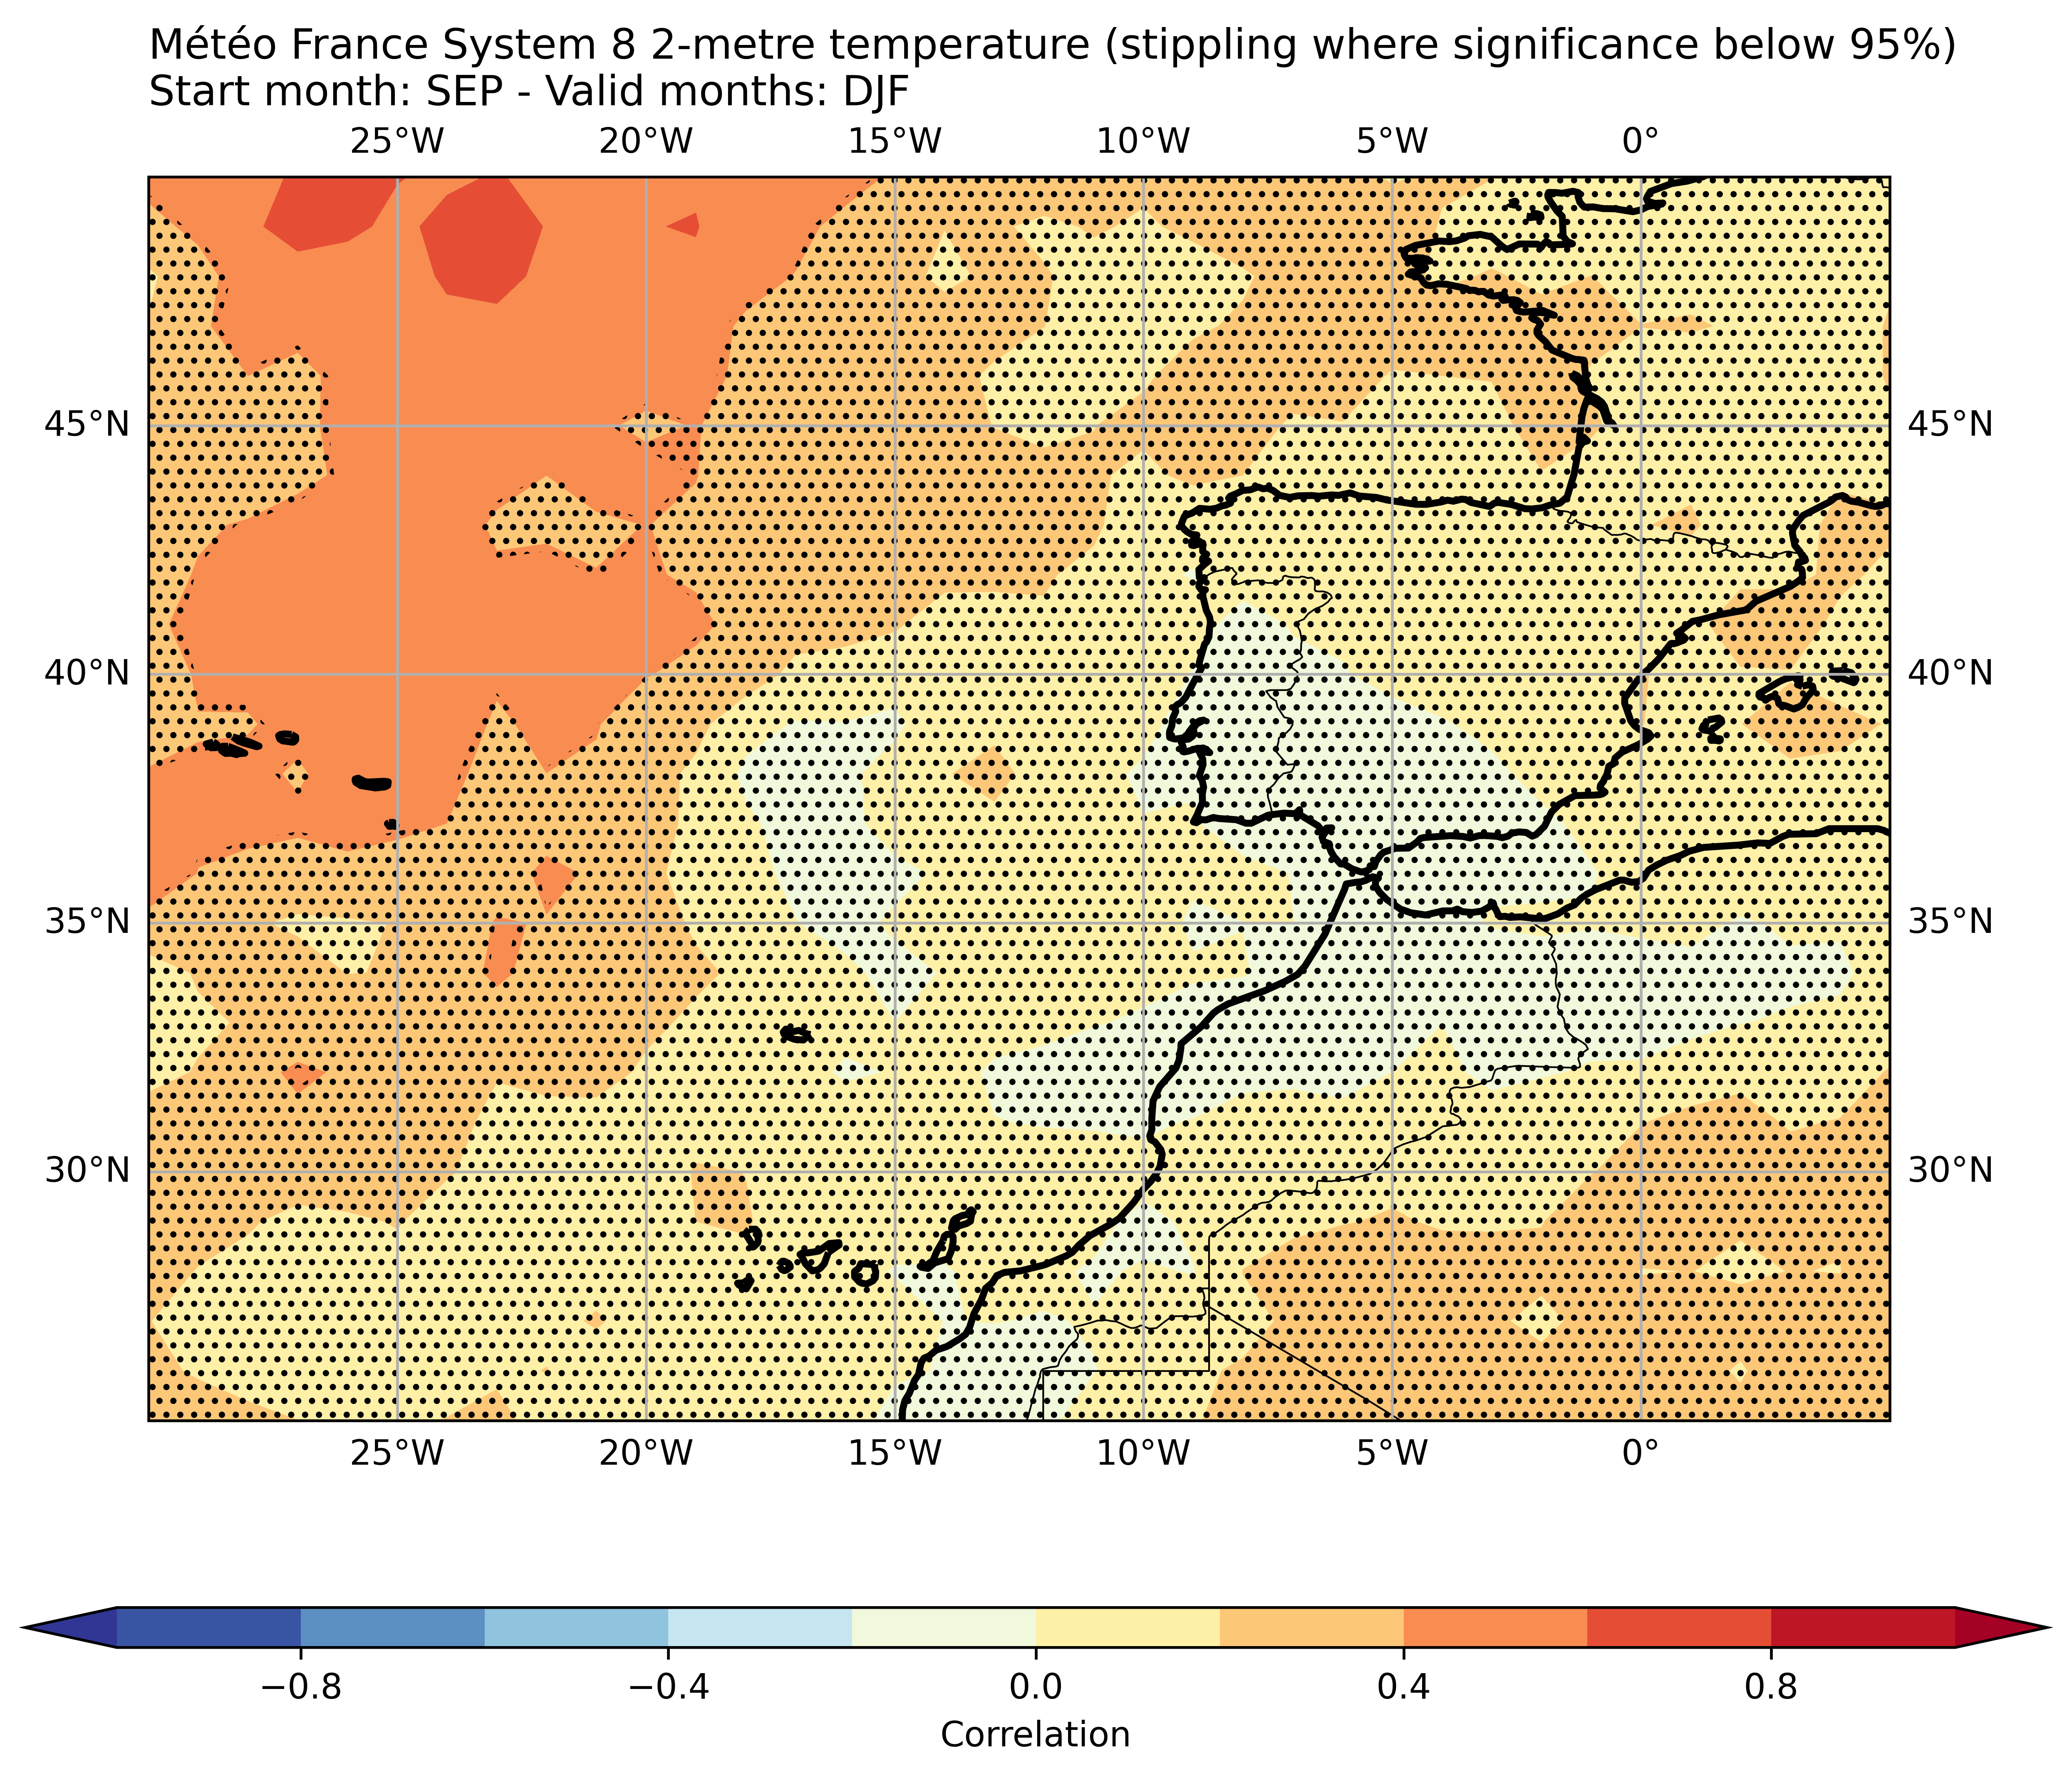 Météo France System 8 2-metre temperature (stippling where significance below 95%)
Start month: SEP - Valid months: DJF
25°W 20°W 15°W 10°W 5°W 0°
45°N 45°N
40°N 40°N
35°N 35°N
30°N 30°N
25°W 20°W 15°W 10°W 5°W 0°
−0.8 −0.4 0.0 0.4 0.8
Correlation